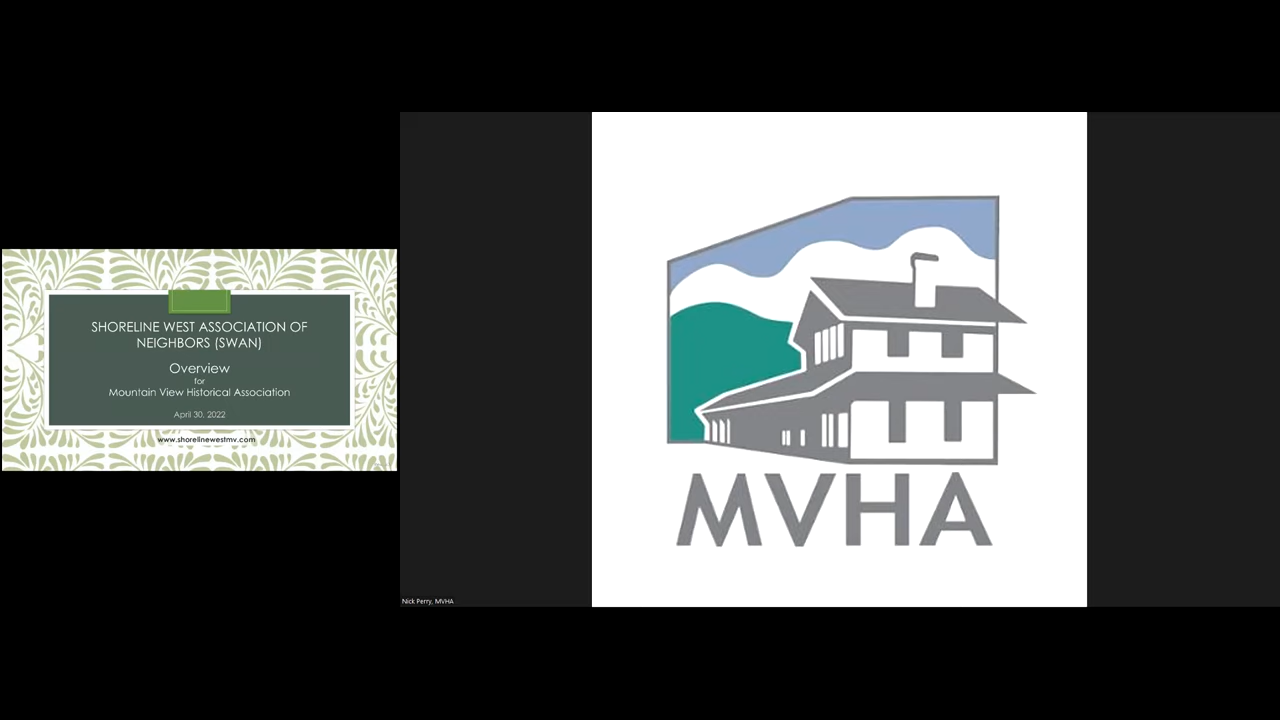 SHORELINE WEST ASSOCIATION OF
NEIGHBORS (SWAN)
Overview
for
Mountain View Historical Association
April 30, 2022
www.shorelinewestmv.com
MVHA
Nick Perry, MVHA